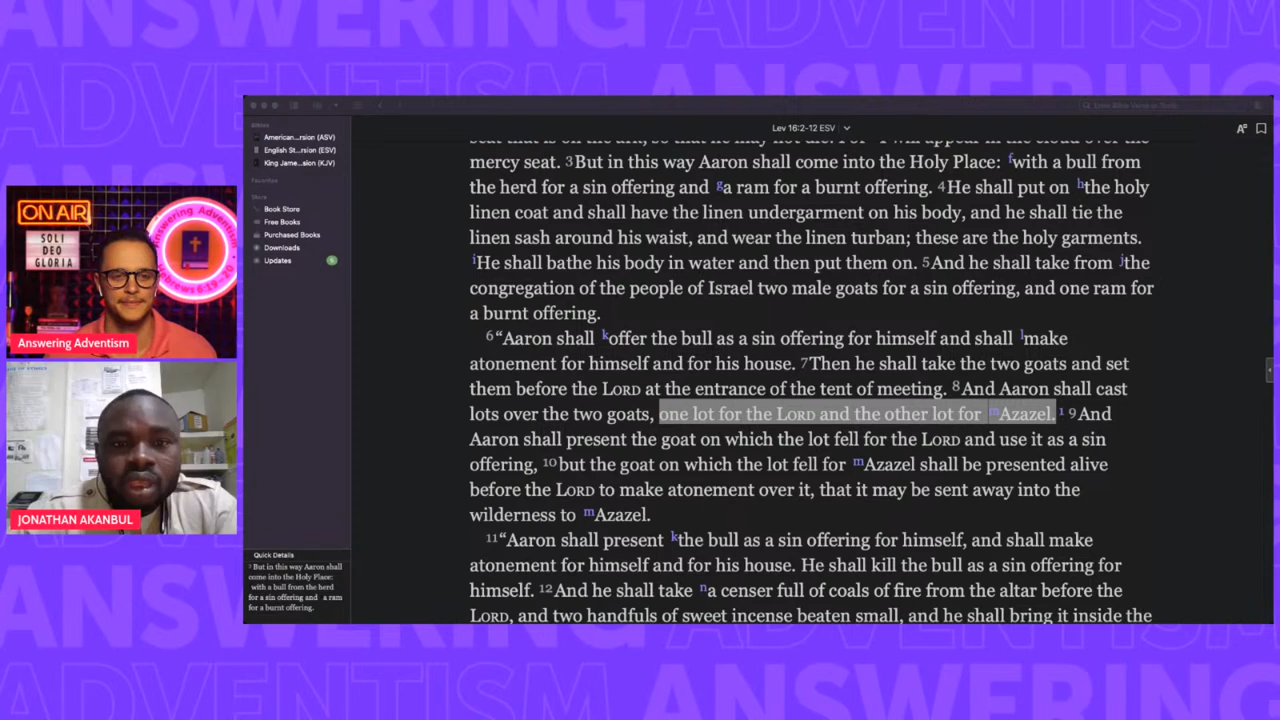 ANSWERING ADVENTISM
ADVENTISM ANSWERING
American...rsion (ASV)
English St...rsion (ESV)
King Jame...sion (KJV)
Favorites
Store
Book Store
Free Books
Purchased Books
Downloads
Updates
Quick Details
3 But in this way Aaron shall
come into the Holy Place:
with a bull from the herd
for a sin offering and a ram
for a burnt offering.
Lev 16:2-12 ESV
mercy seat. 3But in this way Aaron shall come into the Holy Place: fwith a bull from
the herd for a sin offering and ga ram for a burnt offering. 4He shall put on hthe holy
linen coat and shall have the linen undergarment on his body, and he shall tie the
linen sash around his waist, and wear the linen turban; these are the holy garments.
iHe shall bathe his body in water and then put them on. 5And he shall take from jthe
congregation of the people of Israel two male goats for a sin offering, and one ram for
a burnt offering.
6“Aaron shall koffer the bull as a sin offering for himself and shall lmake
atonement for himself and for his house. 7Then he shall take the two goats and set
them before the LORD at the entrance of the tent of meeting. 8And Aaron shall cast
lots over the two goats, one lot for the LORD and the other lot for mAzazel.1 9And
Aaron shall present the goat on which the lot fell for the LORD and use it as a sin
offering, 10but the goat on which the lot fell for mAzazel shall be presented alive
before the LORD to make atonement over it, that it may be sent away into the
wilderness to mAzazel.
11“Aaron shall present kthe bull as a sin offering for himself, and shall make
atonement for himself and for his house. He shall kill the bull as a sin offering for
himself. 12And he shall take na censer full of coals of fire from the altar before the
LORD, and two handfuls of sweet incense beaten small, and he shall bring it inside the
ON AIR
SOLI
DEO
GLORIA
Answering Adventism
Hebrews 6:19-20
Answering Adventism
JONATHAN AKANBUL
ADVENTISM ANSWERING